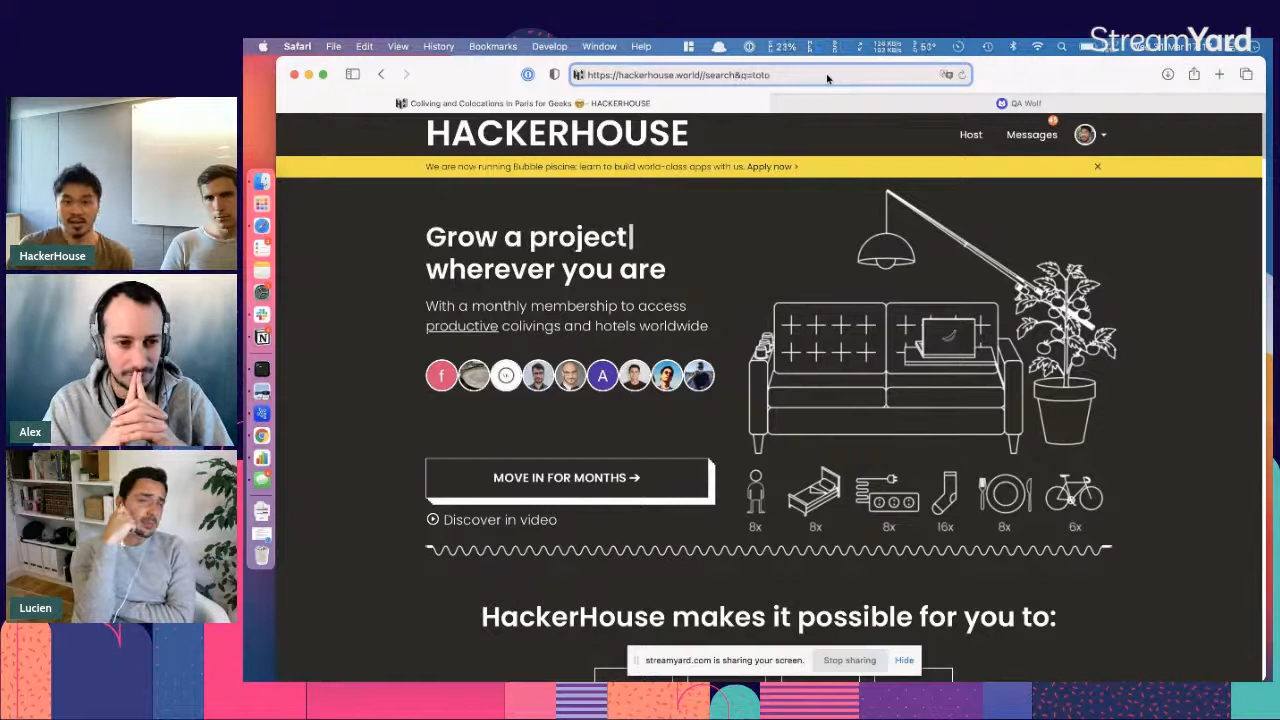 StreamYard
Safari File Edit View History Bookmarks Develop Window Help
23%
https://hackerhouse.world//search&q=toto
Coliving and Colocations in Paris for Geeks 🤓 - HACKERHOUSE
QA Wolf
HACKERHOUSE
Host Messages
We are now running Bubble piscine: learn to build world-class apps with us. Apply now >
Grow a project|
wherever you are
With a monthly membership to access
productive colivings and hotels worldwide
f
A
MOVE IN FOR MONTHS →
Discover in video
8x 8x 8x 16x 8x 6x
HackerHouse makes it possible for you to:
streamyard.com is sharing your screen. Stop sharing Hide
HackerHouse
Alex
Lucien